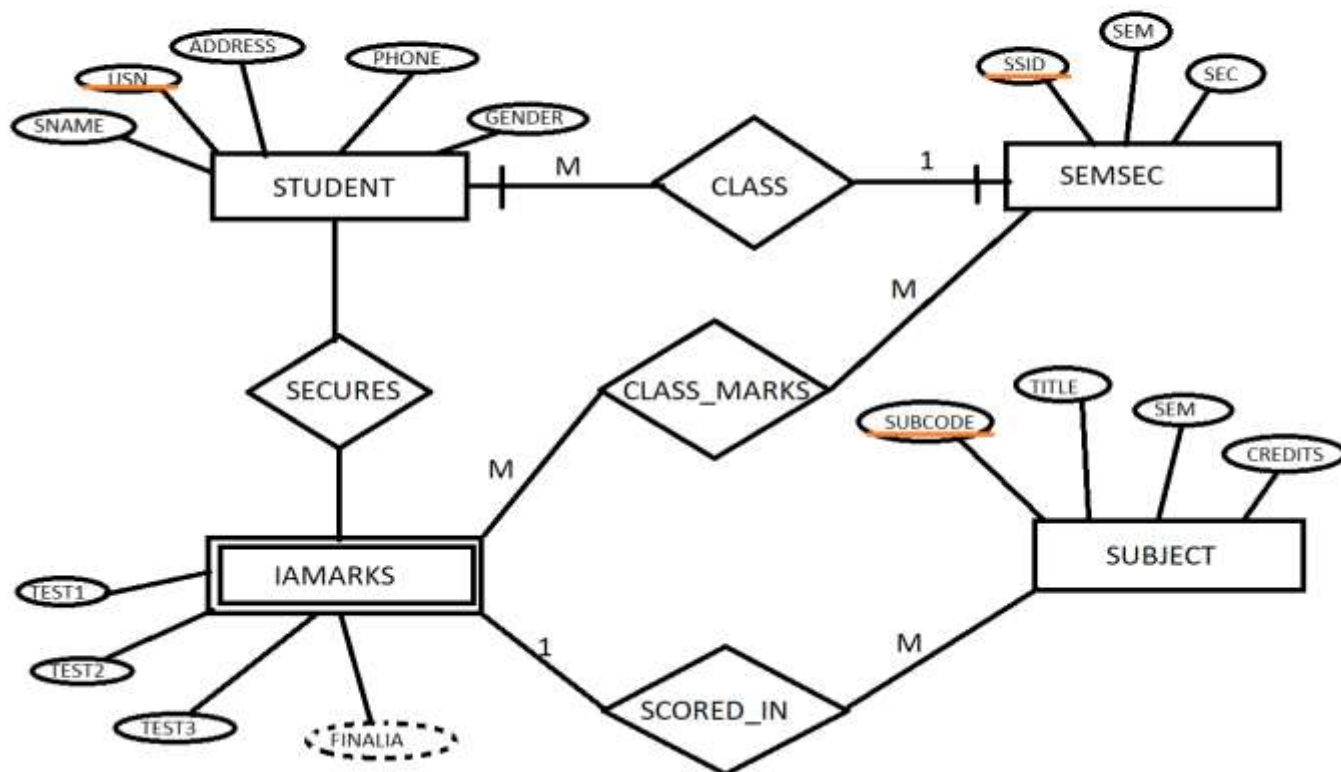 SEM
ADDRESS
PHONE
SSID
SEC
USN
SNAME
GENDER
STUDENT
M
CLASS
1
SEMSEC
M
SECURES
CLASS_MARKS
TITLE
SUBCODE
SEM
CREDITS
M
IAMARKS
SUBJECT
TEST1
1
M
TEST2
SCORED_IN
TEST3
FINALIA